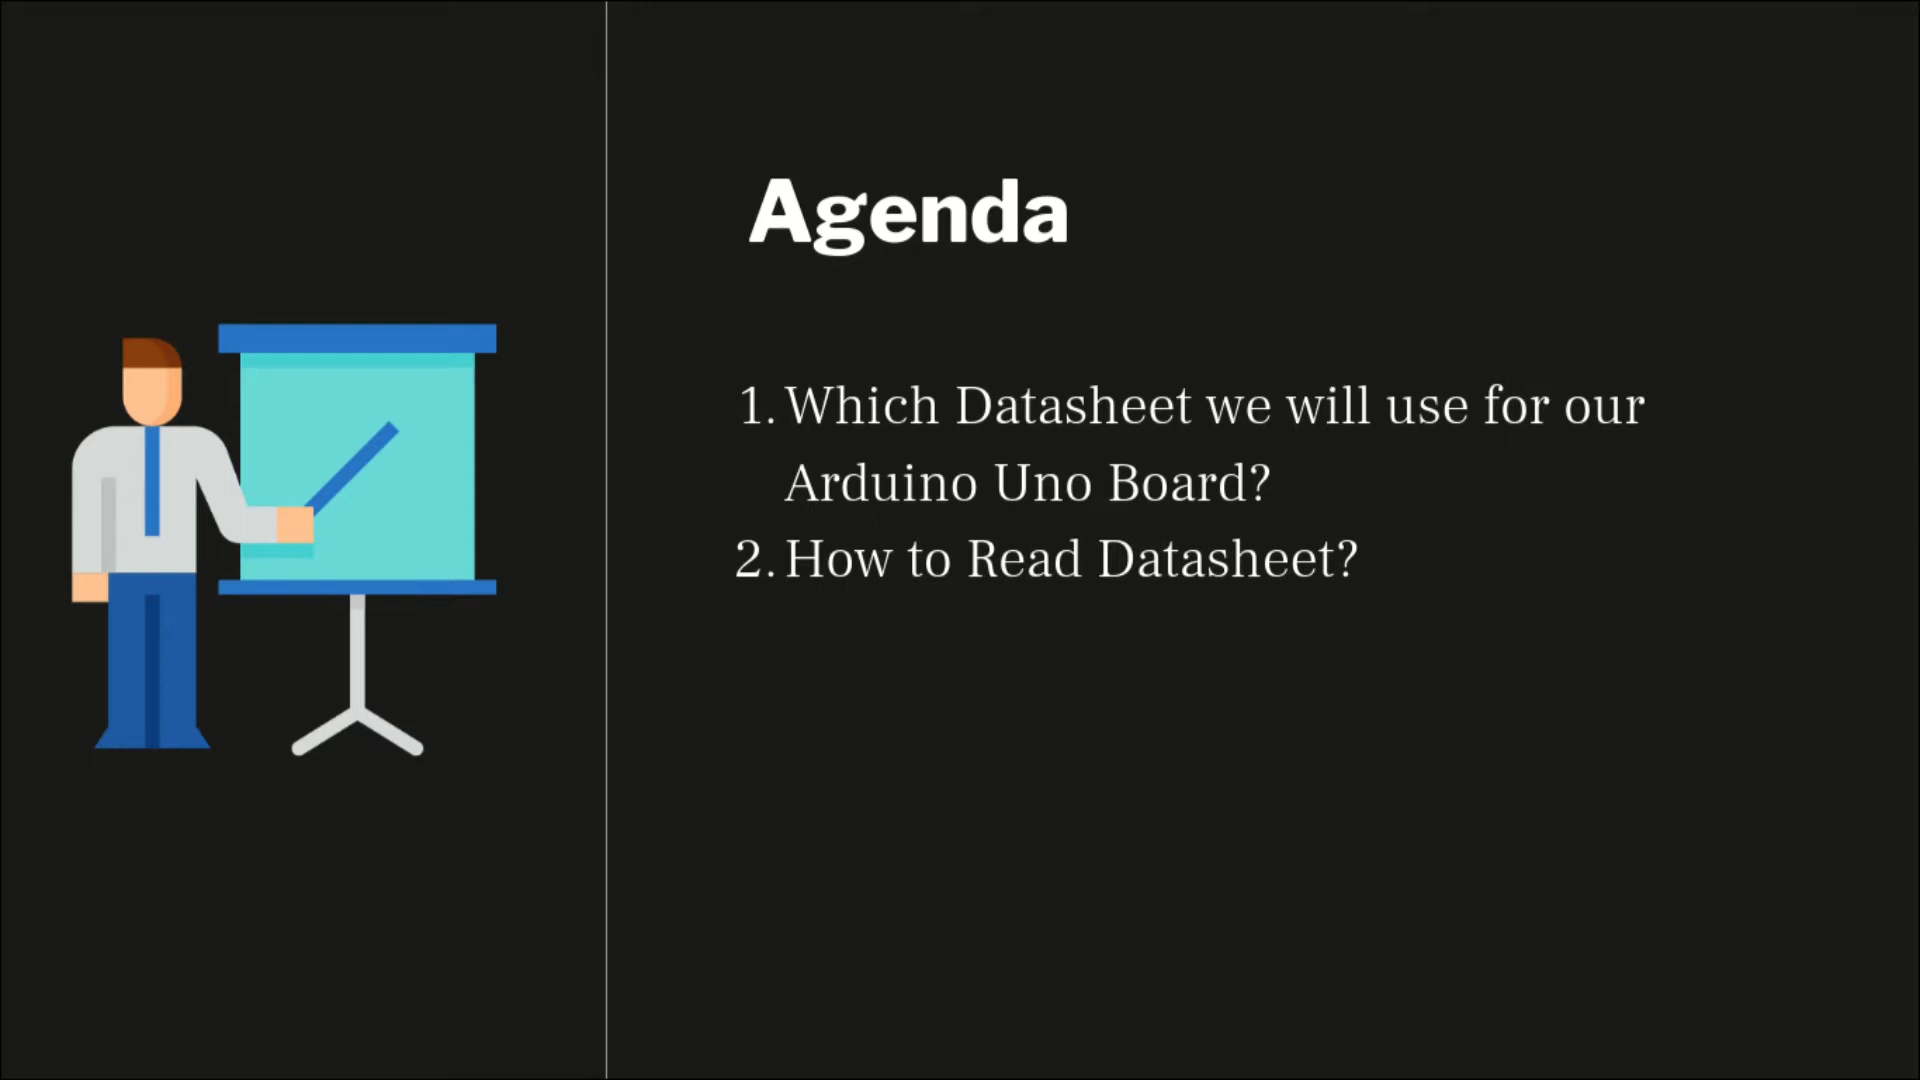 Agenda
1. Which Datasheet we will use for our
Arduino Uno Board?
2. How to Read Datasheet?